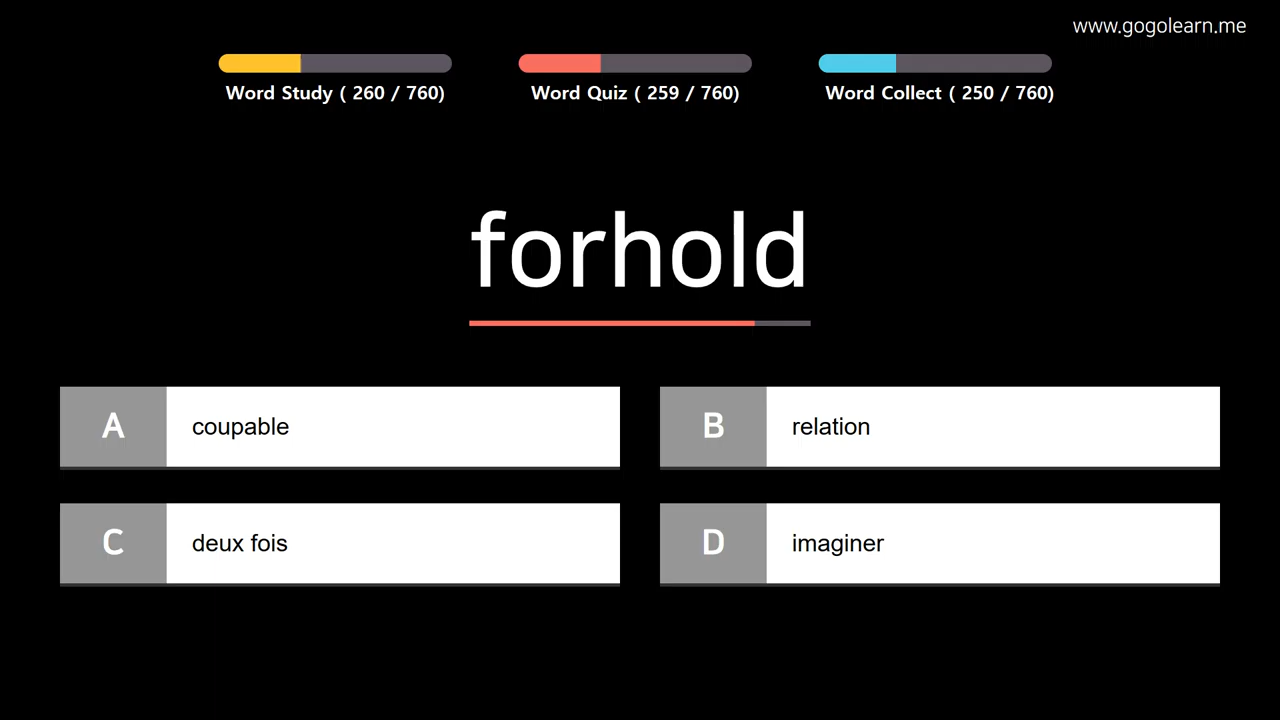 www.gogolearn.me
Word Study ( 260 / 760)
Word Quiz ( 259 / 760)
Word Collect ( 250 / 760)
forhold
A coupable
B relation
C deux fois
D imaginer